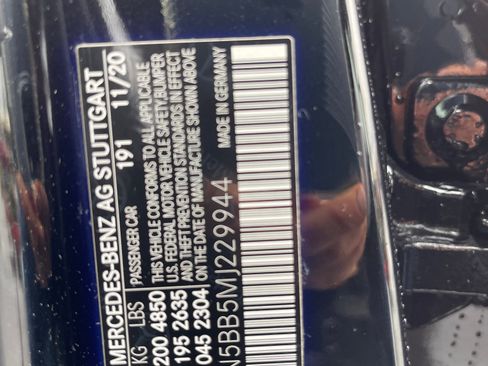 MERCEDES-BENZ AG STUTTGART
191 11/20
KG LBS PASSENGER CAR
200 4850 THIS VEHICLE CONFORMS TO ALL APPLICABLE
195 2635 U.S. FEDERAL MOTOR VEHICLE SAFETY, BUMPER
045 2304 AND THEFT PREVENTION STANDARDS IN EFFECT
ON THE DATE OF MANUFACTURE SHOWN ABOVE
N5BB5MJ229944 MADE IN GERMANY